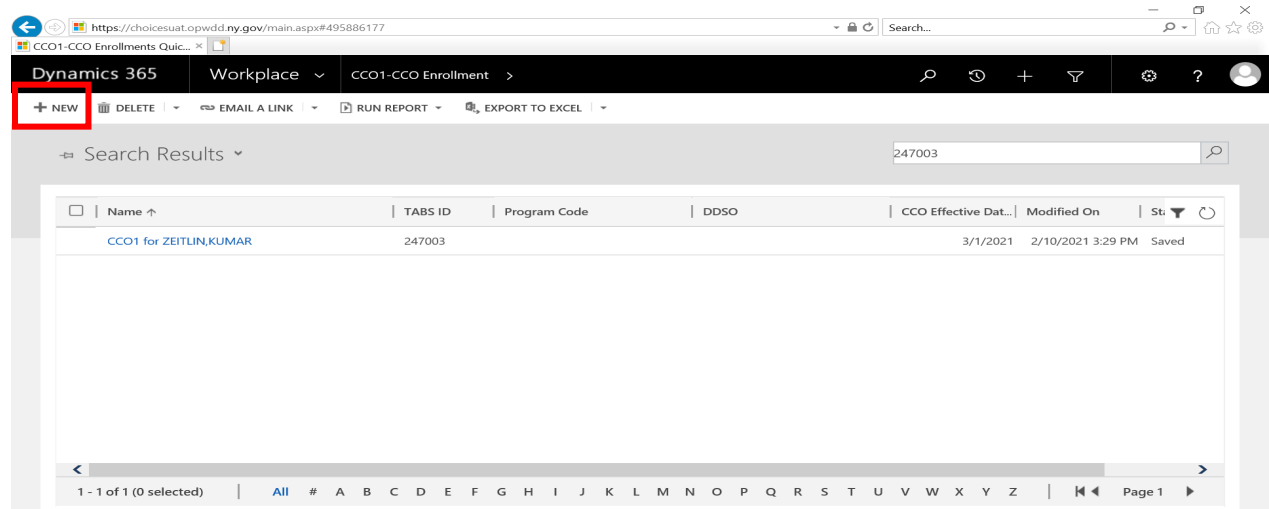 https://choicesuat.opwdd.ny.gov/main.aspx#495886177 Search...
CCO1-CCO Enrollments Quic...
Dynamics 365 Workplace CCO1-CCO Enrollment > ?
+ NEW DELETE EMAIL A LINK RUN REPORT EXPORT TO EXCEL
Search Results 247003
Name ↑ TABS ID Program Code DDSO CCO Effective Dat... Modified On Sta
CCO1 for ZEITLIN,KUMAR 247003 3/1/2021 2/10/2021 3:29 PM Saved
1 - 1 of 1 (0 selected) All # A B C D E F G H I J K L M N O P Q R S T U V W X Y Z Page 1